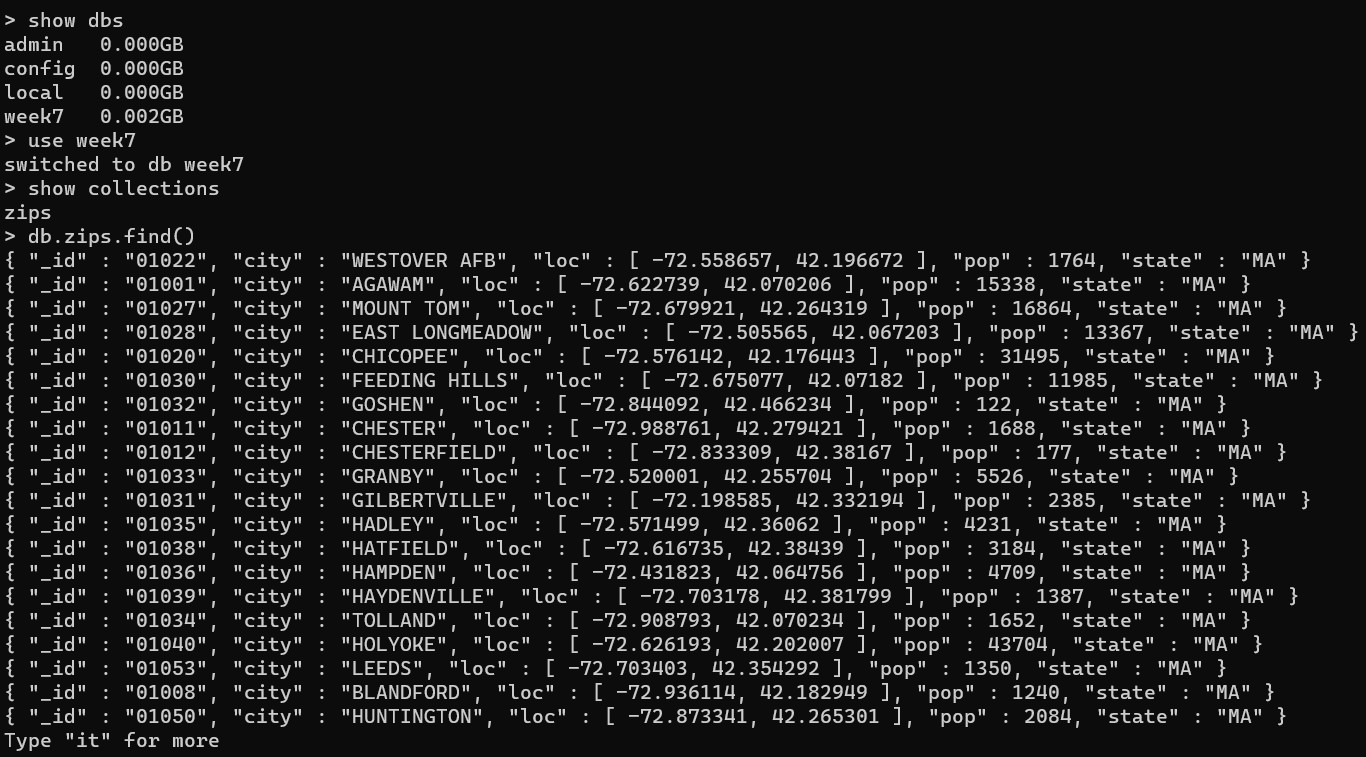 > show dbs
admin   0.000GB
config  0.000GB
local   0.000GB
week7   0.002GB
> use week7
switched to db week7
> show collections
zips
> db.zips.find()
{ "_id" : "01022", "city" : "WESTOVER AFB", "loc" : [ -72.558657, 42.196672 ], "pop" : 1764, "state" : "MA" }
{ "_id" : "01001", "city" : "AGAWAM", "loc" : [ -72.622739, 42.070206 ], "pop" : 15338, "state" : "MA" }
{ "_id" : "01027", "city" : "MOUNT TOM", "loc" : [ -72.679921, 42.264319 ], "pop" : 16864, "state" : "MA" }
{ "_id" : "01028", "city" : "EAST LONGMEADOW", "loc" : [ -72.505565, 42.067203 ], "pop" : 13367, "state" : "MA" }
{ "_id" : "01020", "city" : "CHICOPEE", "loc" : [ -72.576142, 42.176443 ], "pop" : 31495, "state" : "MA" }
{ "_id" : "01030", "city" : "FEEDING HILLS", "loc" : [ -72.675077, 42.07182 ], "pop" : 11985, "state" : "MA" }
{ "_id" : "01032", "city" : "GOSHEN", "loc" : [ -72.844092, 42.466234 ], "pop" : 122, "state" : "MA" }
{ "_id" : "01011", "city" : "CHESTER", "loc" : [ -72.988761, 42.279421 ], "pop" : 1688, "state" : "MA" }
{ "_id" : "01012", "city" : "CHESTERFIELD", "loc" : [ -72.833309, 42.38167 ], "pop" : 177, "state" : "MA" }
{ "_id" : "01033", "city" : "GRANBY", "loc" : [ -72.520001, 42.255704 ], "pop" : 5526, "state" : "MA" }
{ "_id" : "01031", "city" : "GILBERTVILLE", "loc" : [ -72.198585, 42.332194 ], "pop" : 2385, "state" : "MA" }
{ "_id" : "01035", "city" : "HADLEY", "loc" : [ -72.571499, 42.36062 ], "pop" : 4231, "state" : "MA" }
{ "_id" : "01038", "city" : "HATFIELD", "loc" : [ -72.616735, 42.38439 ], "pop" : 3184, "state" : "MA" }
{ "_id" : "01036", "city" : "HAMPDEN", "loc" : [ -72.431823, 42.064756 ], "pop" : 4709, "state" : "MA" }
{ "_id" : "01039", "city" : "HAYDENVILLE", "loc" : [ -72.703178, 42.381799 ], "pop" : 1387, "state" : "MA" }
{ "_id" : "01034", "city" : "TOLLAND", "loc" : [ -72.908793, 42.070234 ], "pop" : 1652, "state" : "MA" }
{ "_id" : "01040", "city" : "HOLYOKE", "loc" : [ -72.626193, 42.202007 ], "pop" : 43704, "state" : "MA" }
{ "_id" : "01053", "city" : "LEEDS", "loc" : [ -72.703403, 42.354292 ], "pop" : 1350, "state" : "MA" }
{ "_id" : "01008", "city" : "BLANDFORD", "loc" : [ -72.936114, 42.182949 ], "pop" : 1240, "state" : "MA" }
{ "_id" : "01050", "city" : "HUNTINGTON", "loc" : [ -72.873341, 42.265301 ], "pop" : 2084, "state" : "MA" }
Type "it" for more